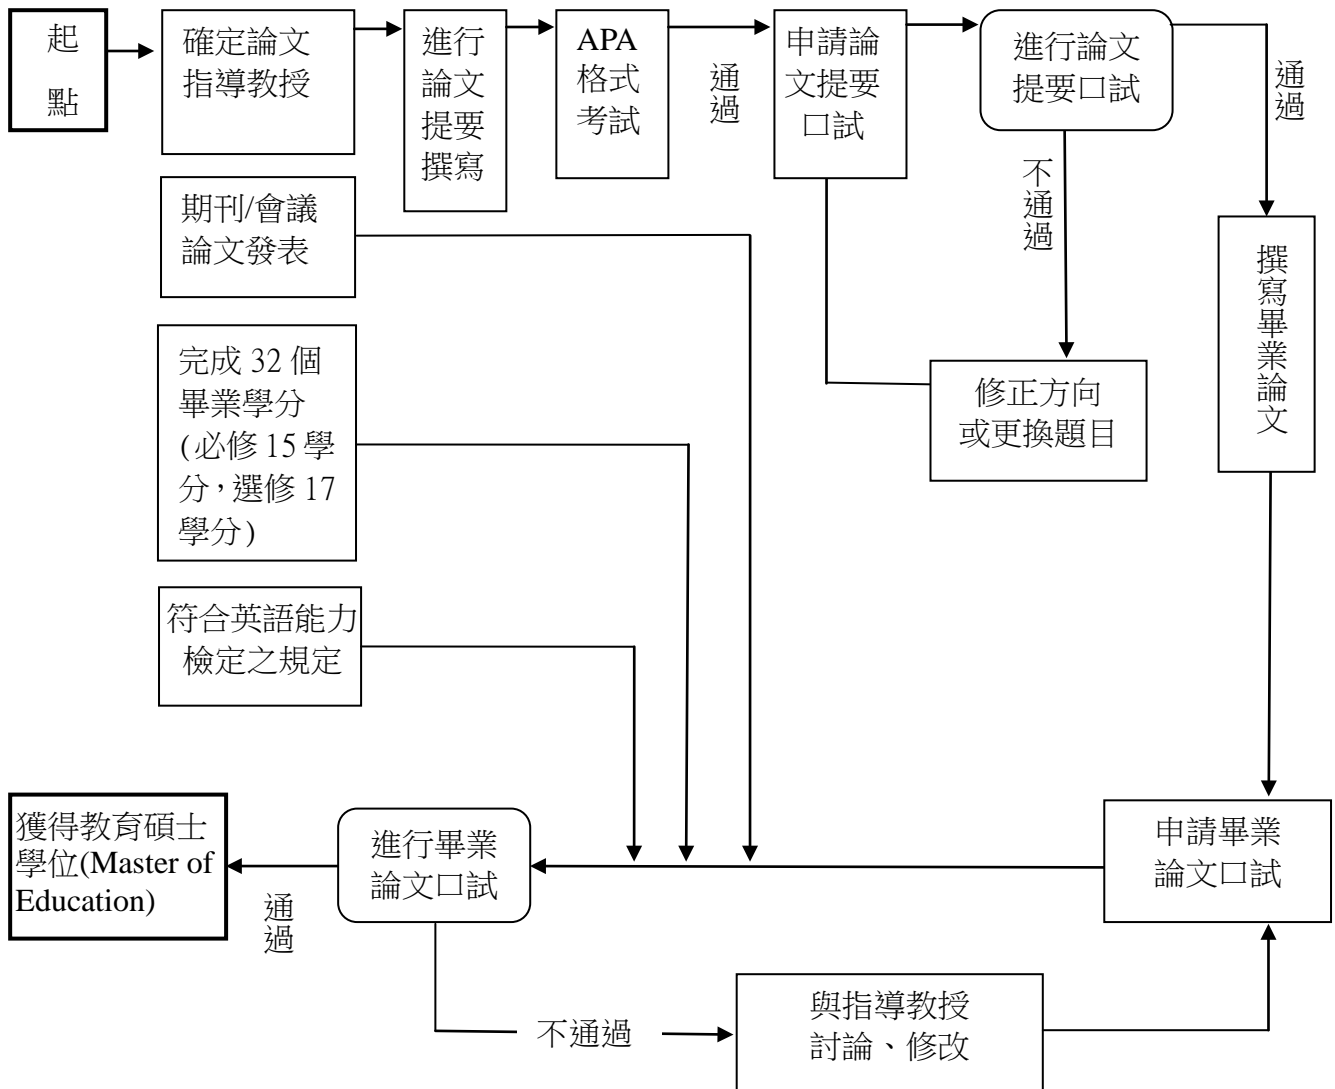 起
點
確定論文
指導教授
進行
論文
提要
撰寫
APA
格式
考試
通過
申請論
文提要
口試
進行論文
提要口試
通過
不通過
期刊/會議
論文發表
撰寫畢業論文
完成 32 個
畢業學分
(必修 15 學
分，選修 17
學分)
修正方向
或更換題目
符合英語能力
檢定之規定
獲得教育碩士
學位(Master of
Education)
通過
進行畢業
論文口試
申請畢業
論文口試
不通過
與指導教授
討論、修改